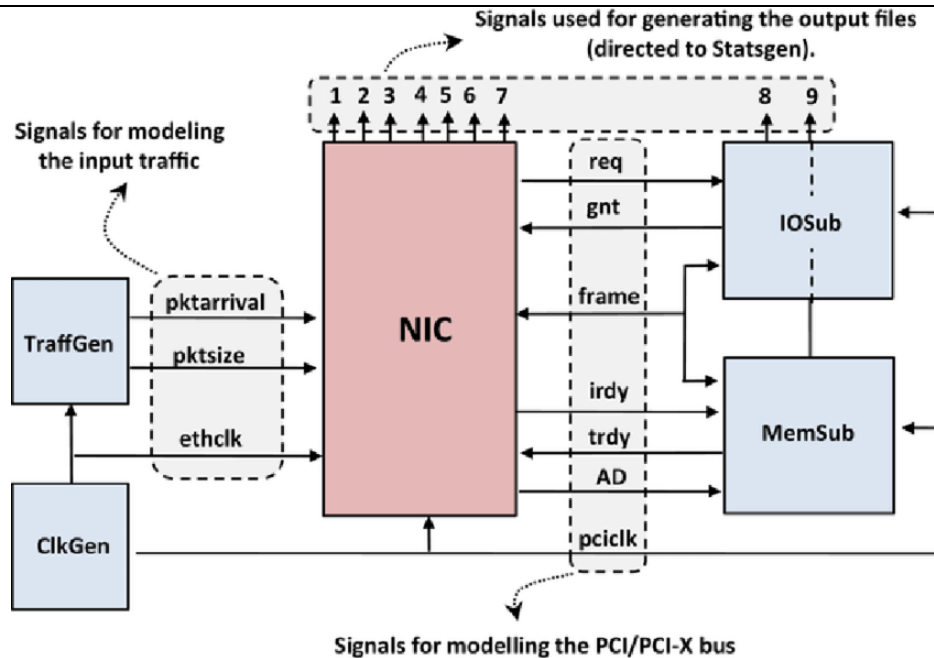 Signals used for generating the output files
(directed to Statsgen).
1 2 3 4 5 6 7 8 9
Signals for modeling
the input traffic
req
gnt
IOSub
pktarrival
frame
TraffGen
NIC
pktsize
irdy
ethclk
trdy
MemSub
AD
ClkGen
pciclk
Signals for modelling the PCI/PCI-X bus